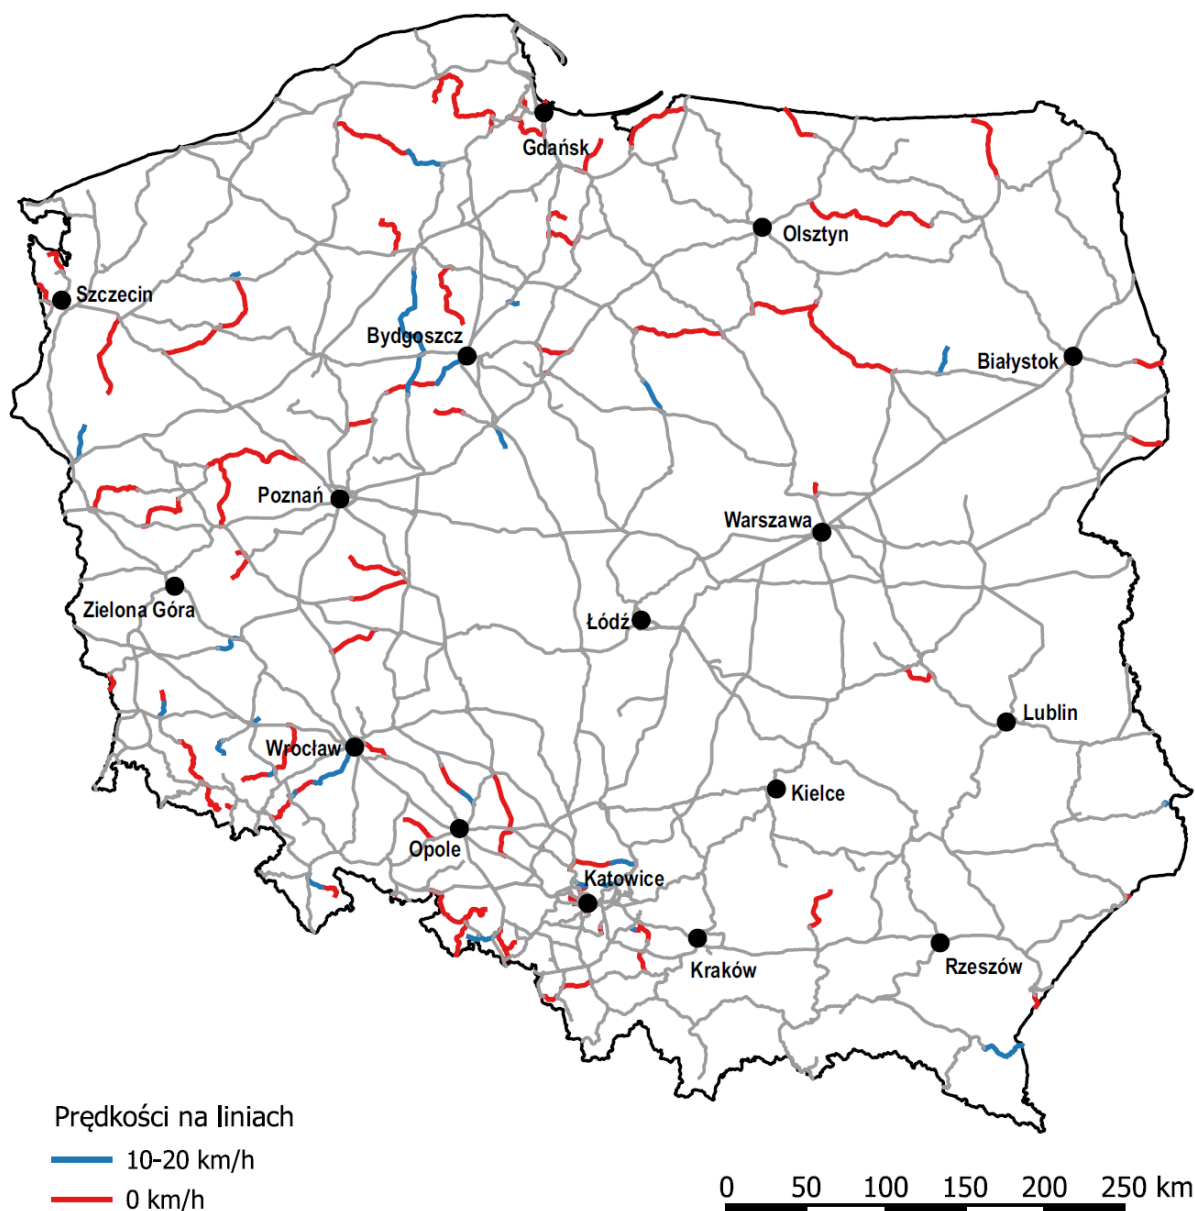 Gdańsk
Olsztyn
Szczecin
Bydgoszcz
Białystok
Poznań
Warszawa
Zielona Góra
Łódź
Lublin
Wrocław
Kielce
Opole
Katowice
Kraków
Rzeszów
Prędkości na liniach
10-20 km/h
0 km/h
0 50 100 150 200 250 km